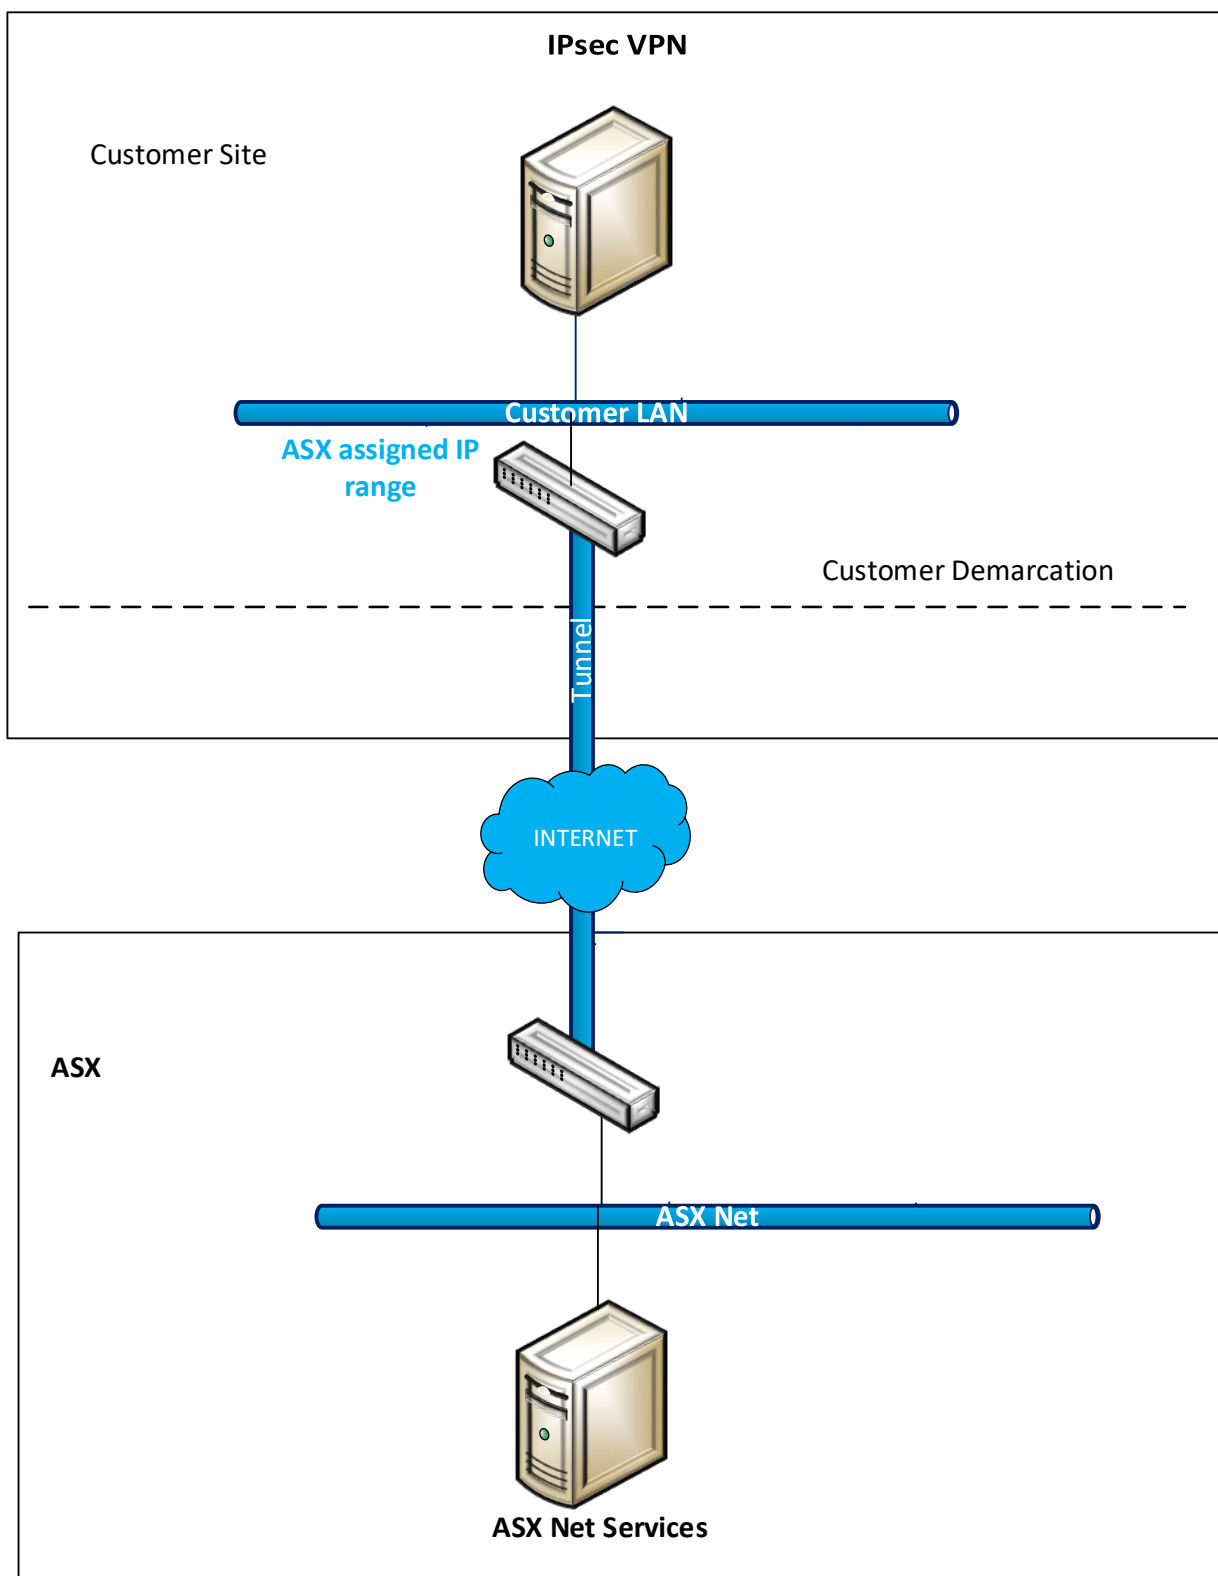 IPsec VPN
Customer Site
Customer LAN
ASX assigned IP
range
Customer Demarcation
Tunnel
INTERNET
ASX
ASX Net
ASX Net Services